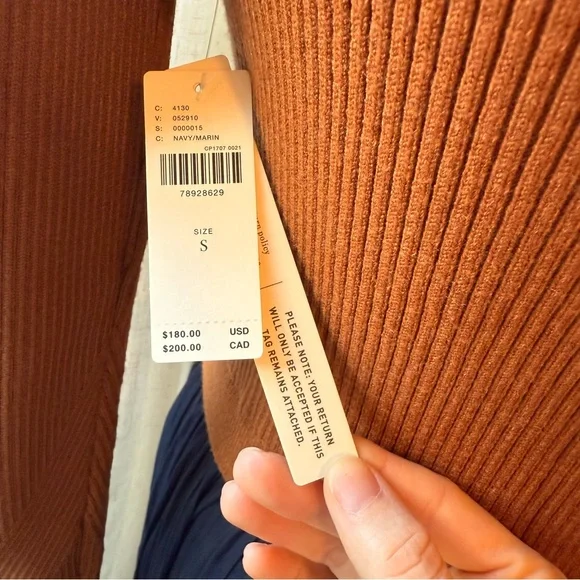 C: 4130
V: 052910
S: 0000015
C: NAVY/MARIN
CP1707 0021
78928629
SIZE
S
$180.00 USD
$200.00 CAD
policy
PLEASE NOTE: YOUR RETURN
WILL ONLY BE ACCEPTED IF THIS
TAG REMAINS ATTACHED.